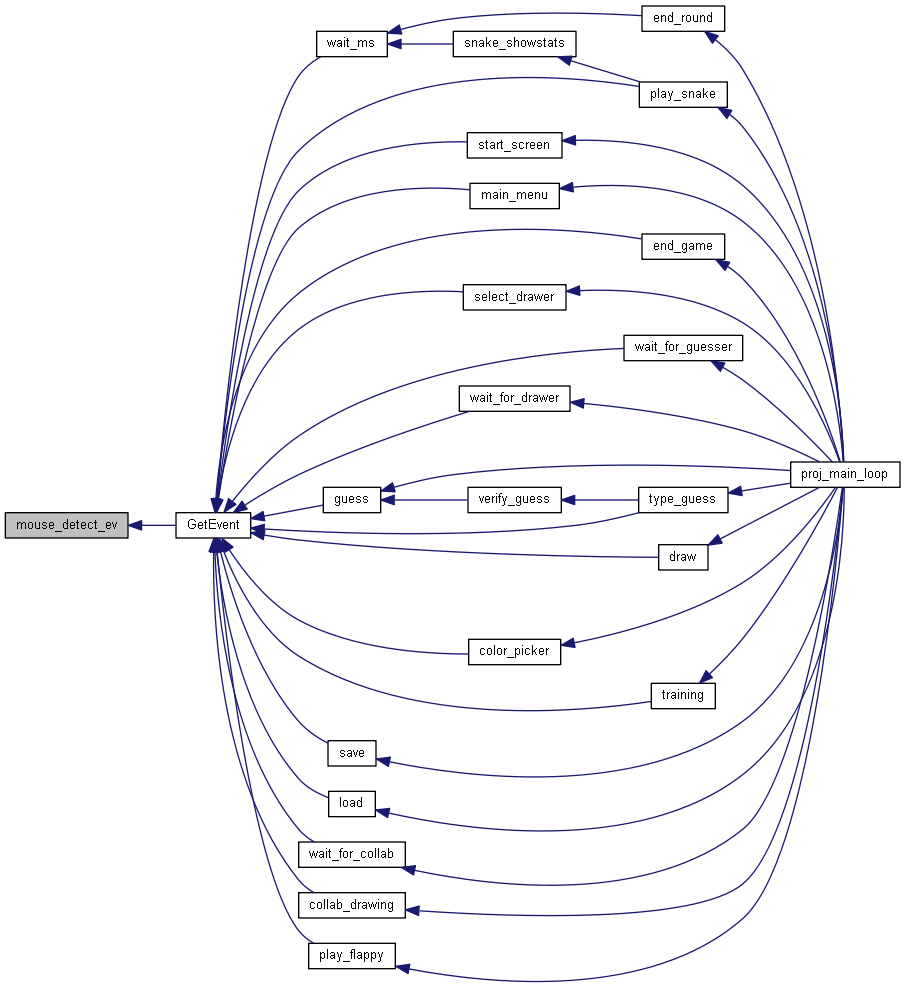 end_round
wait_ms
snake_showstats
play_snake
start_screen
main_menu
end_game
select_drawer
wait_for_guesser
wait_for_drawer
proj_main_loop
guess
verify_guess
type_guess
mouse_detect_ev
GetEvent
draw
color_picker
training
save
load
wait_for_collab
collab_drawing
play_flappy